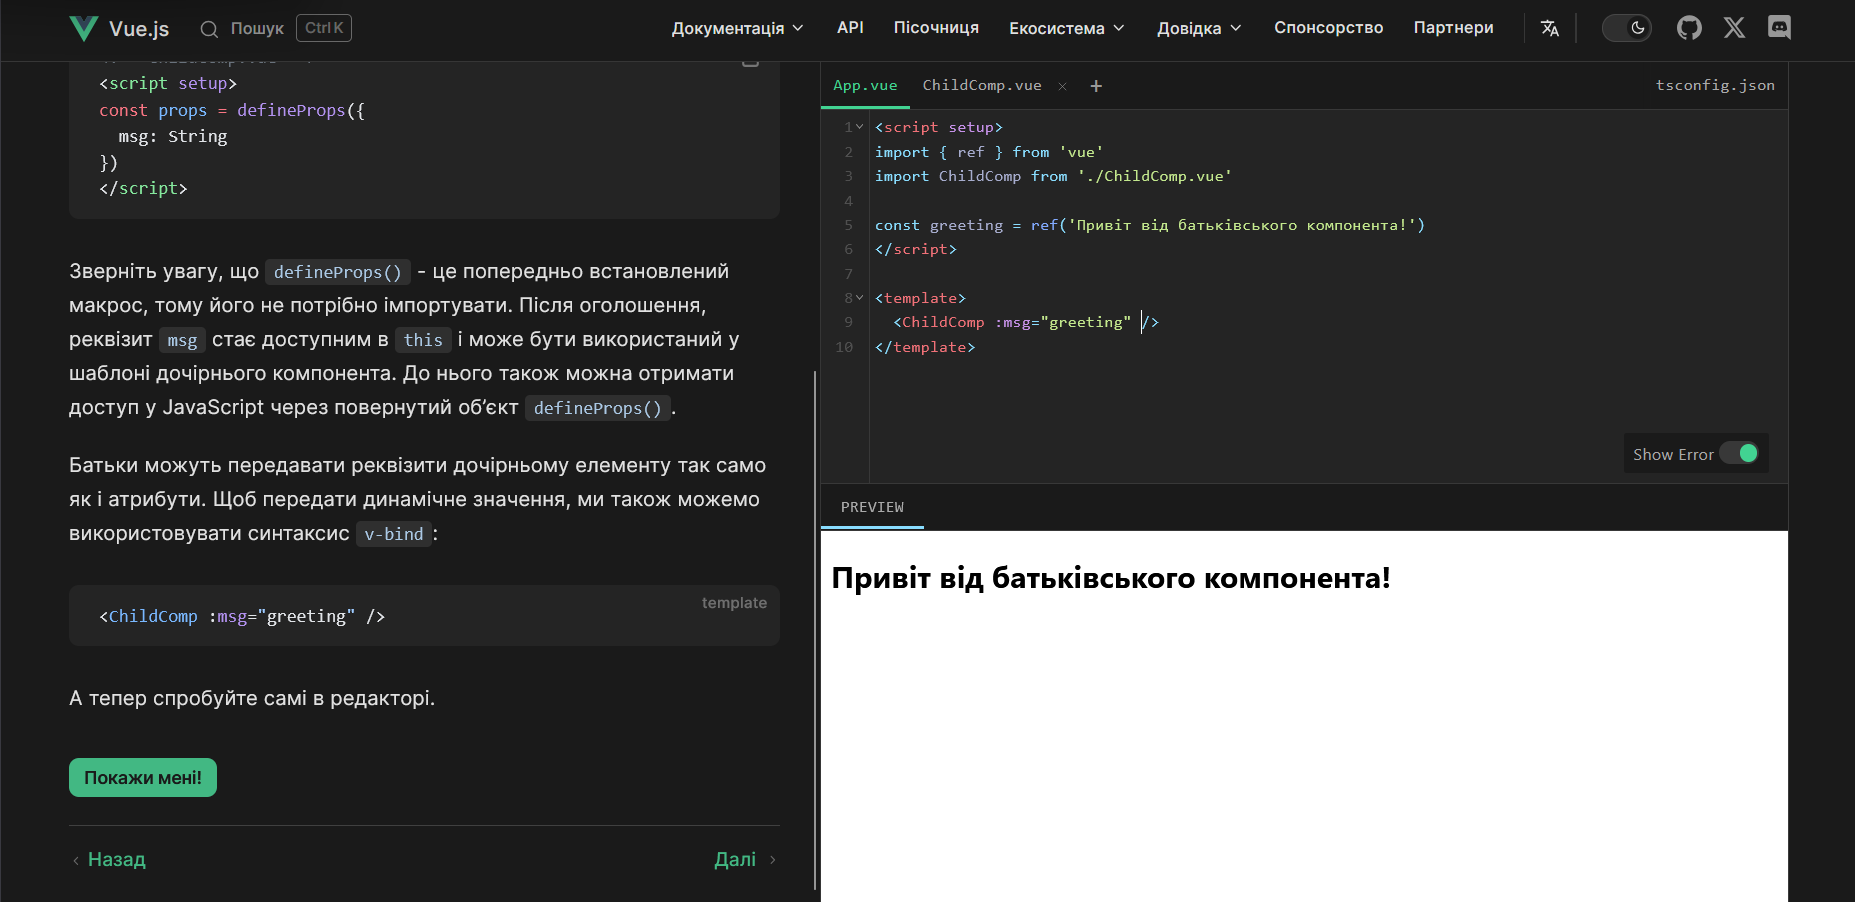 Vue.js
Пошук
Ctrl K
Документація
API
Пісочниця
Екосистема
Довідка
Спонсорство
Партнери
<script setup>
const props = defineProps({
  msg: String
})
</script>
Зверніть увагу, що defineProps() - це попередньо встановлений
макрос, тому його не потрібно імпортувати. Після оголошення,
реквізит msg стає доступним в this і може бути використаний у
шаблоні дочірнього компонента. До нього також можна отримати
доступ у JavaScript через повернутий об’єкт defineProps().
Батьки можуть передавати реквізити дочірньому елементу так само
як і атрибути. Щоб передати динамічне значення, ми також можемо
використовувати синтаксис v-bind:
template
<ChildComp :msg="greeting" />
А тепер спробуйте самі в редакторі.
Покажи мені!
Назад
Далі
App.vue
ChildComp.vue
+
tsconfig.json
1 <script setup>
2 import { ref } from 'vue'
3 import ChildComp from './ChildComp.vue'
4
5 const greeting = ref('Привіт від батьківського компонента!')
6 </script>
7
8 <template>
9   <ChildComp :msg="greeting" />
10 </template>
Show Error
PREVIEW
Привіт від батьківського компонента!